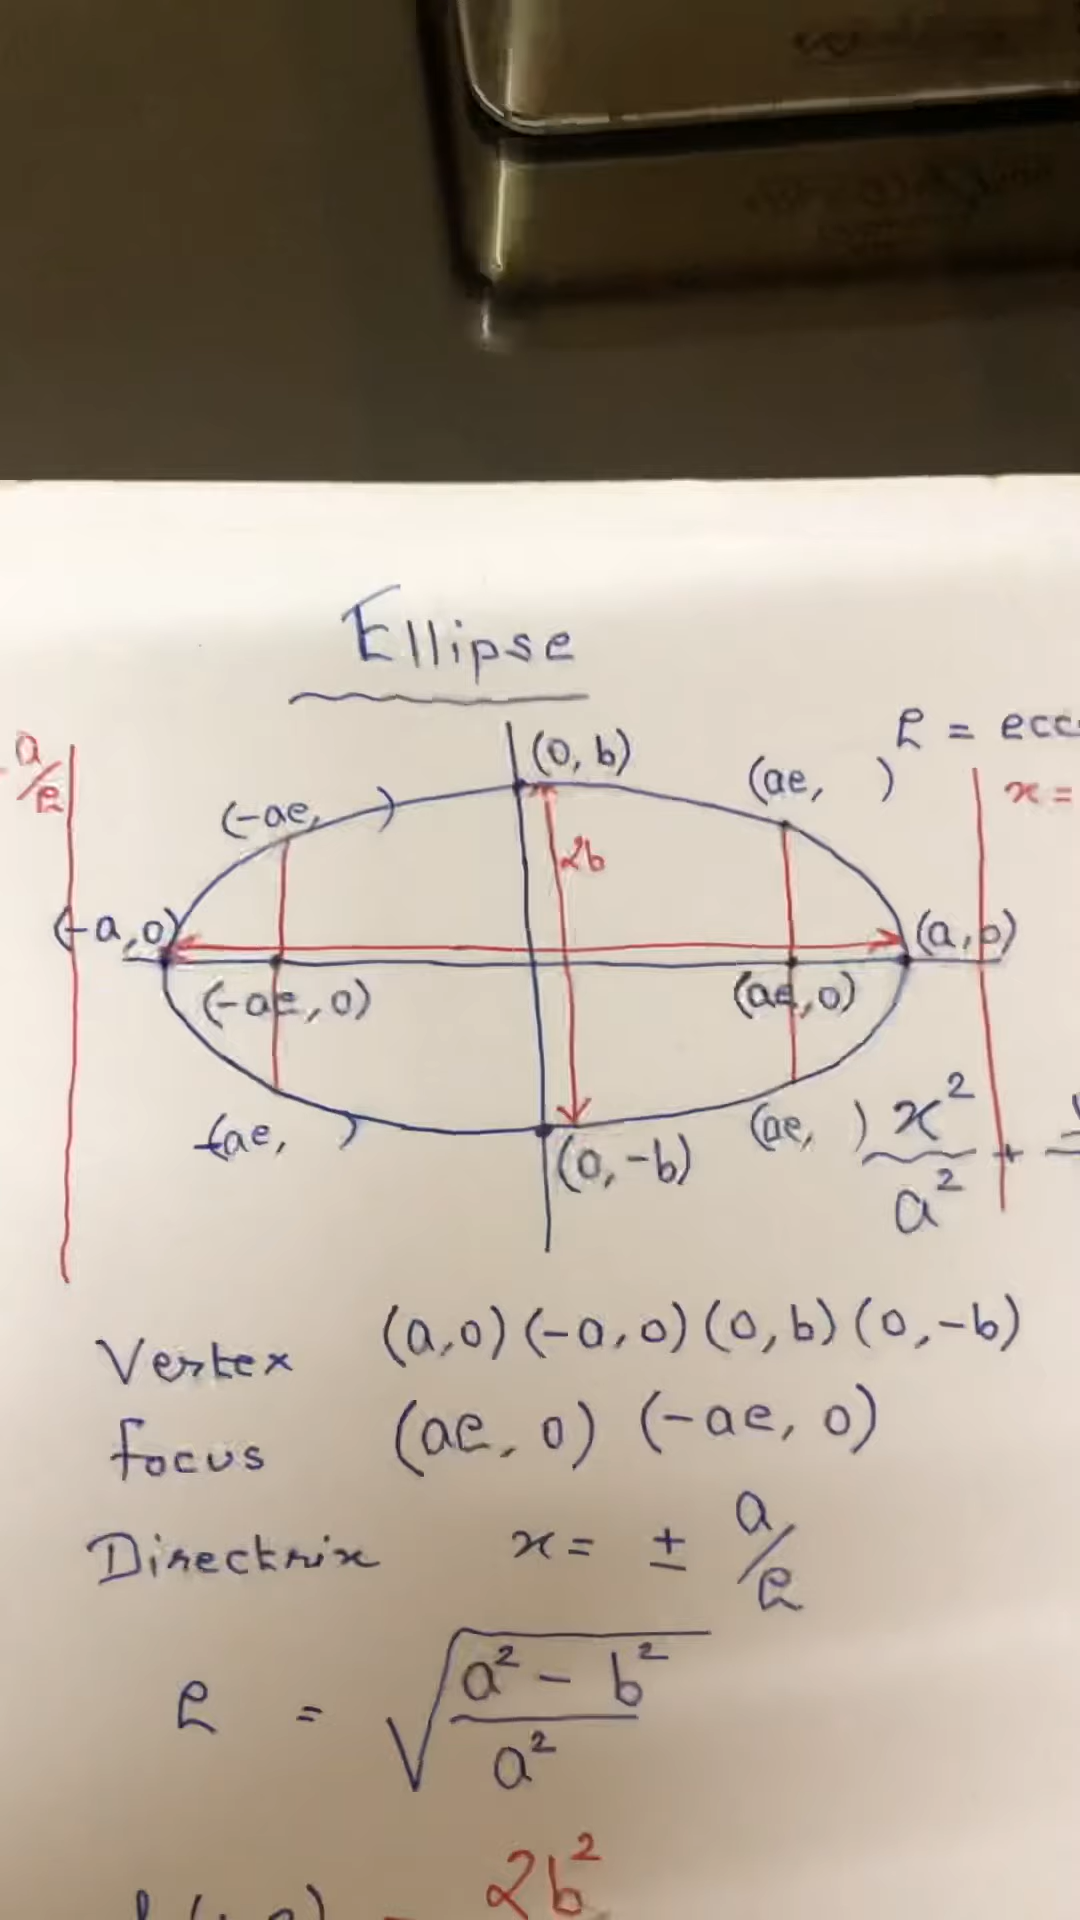 Ellipse
e = ecc
(0, b)
(ae, )
a/e
x =
(-ae, )
2b
(-a, 0)
(a, 0)
(-ae, 0)
(ae, 0)
(-ae, )
(ae, )
(0, -b)
x²/a² +
Vertex (a,0) (-a, 0) (0, b) (0, -b)
focus (ae, 0) (-ae, 0)
Directrix x = ± a/e
e = √((a² - b²)/a²)
2b²